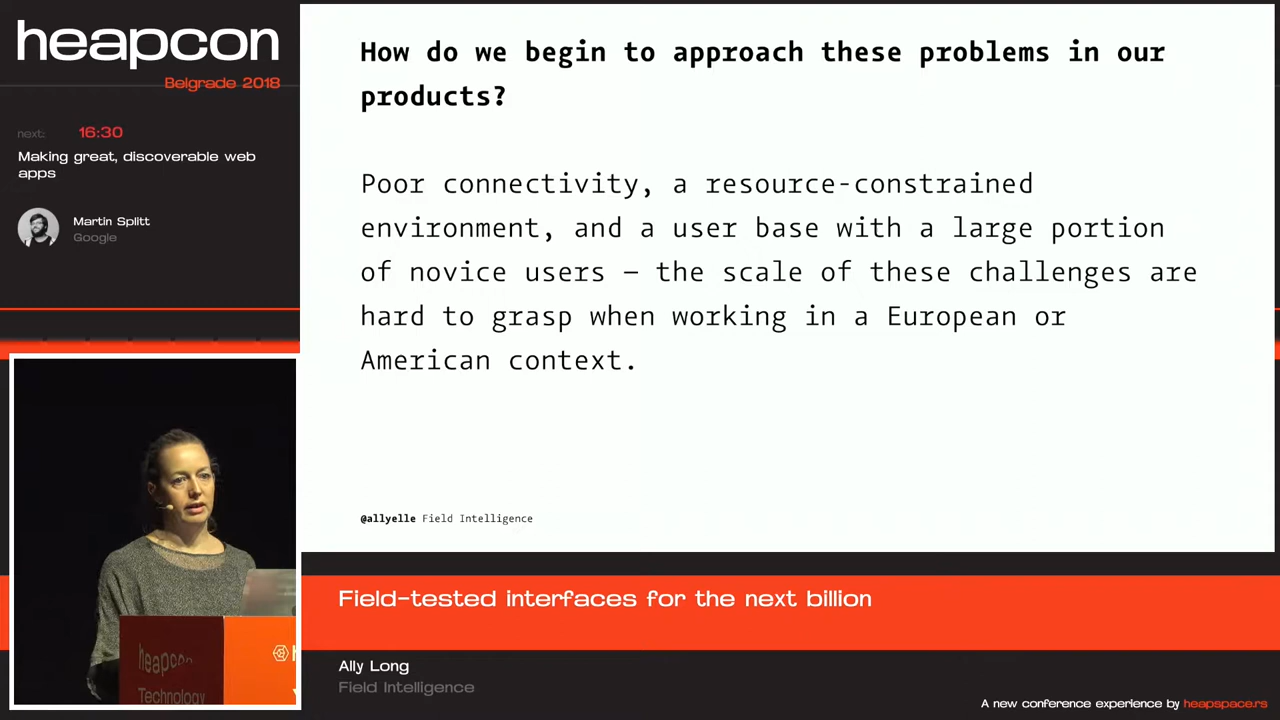 heapcon
Belgrade 2018
next: 16:30
Making great, discoverable web
apps
Martin Splitt
Google
How do we begin to approach these problems in our
products?
Poor connectivity, a resource-constrained
environment, and a user base with a large portion
of novice users – the scale of these challenges are
hard to grasp when working in a European or
American context.
@allyelle Field Intelligence
heapcon
Technology
Field-tested interfaces for the next billion
Ally Long
Field Intelligence
A new conference experience by heapspace.rs